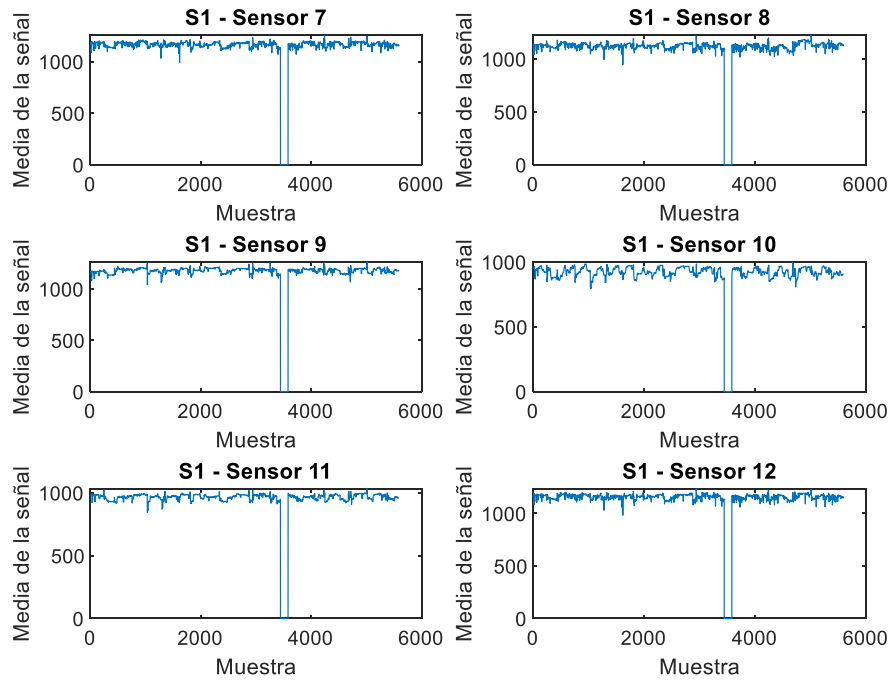 S1 - Sensor 7
Media de la señal
1000
500
0
0 2000 4000 6000
Muestra
S1 - Sensor 8
Media de la señal
1000
500
0
0 2000 4000 6000
Muestra
S1 - Sensor 9
Media de la señal
1000
500
0
0 2000 4000 6000
Muestra
S1 - Sensor 10
Media de la señal
1000
500
0
0 2000 4000 6000
Muestra
S1 - Sensor 11
Media de la señal
1000
500
0
0 2000 4000 6000
Muestra
S1 - Sensor 12
Media de la señal
1000
500
0
0 2000 4000 6000
Muestra